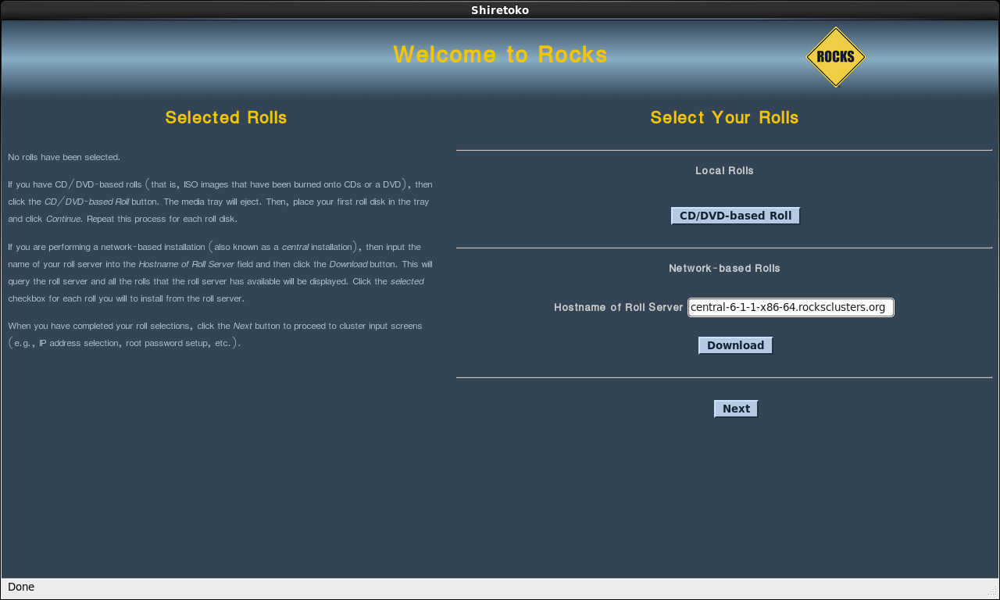 Shiretoko
Welcome to Rocks
ROCKS
Selected Rolls
No rolls have been selected.
If you have CD/DVD-based rolls (that is, ISO images that have been burned onto CDs or a DVD), then
click the CD/DVD-based Roll button. The media tray will eject. Then, place your first roll disk in the tray
and click Continue. Repeat this process for each roll disk.
If you are performing a network-based installation (also known as a central installation), then input the
name of your roll server into the Hostname of Roll Server field and then click the Download button. This will
query the roll server and all the rolls that the roll server has available will be displayed. Click the selected
checkbox for each roll you will to install from the roll server.
When you have completed your roll selections, click the Next button to proceed to cluster input screens
(e.g., IP address selection, root password setup, etc.).
Select Your Rolls
Local Rolls
CD/DVD-based Roll
Network-based Rolls
Hostname of Roll Server central-6-1-1-x86-64.rocksclusters.org
Download
Next
Done